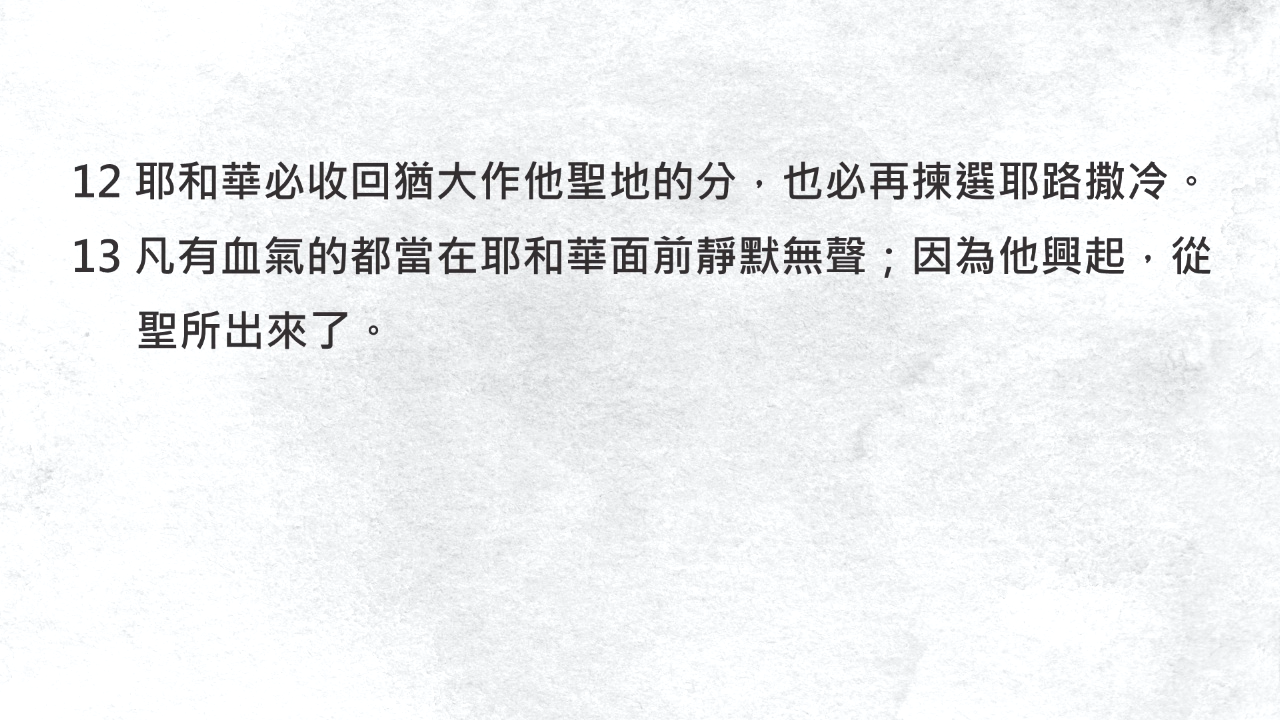 12 耶和華必收回猶大作他聖地的分，也必再揀選耶路撒冷。
13 凡有血氣的都當在耶和華面前靜默無聲；因為他興起，從
聖所出來了。